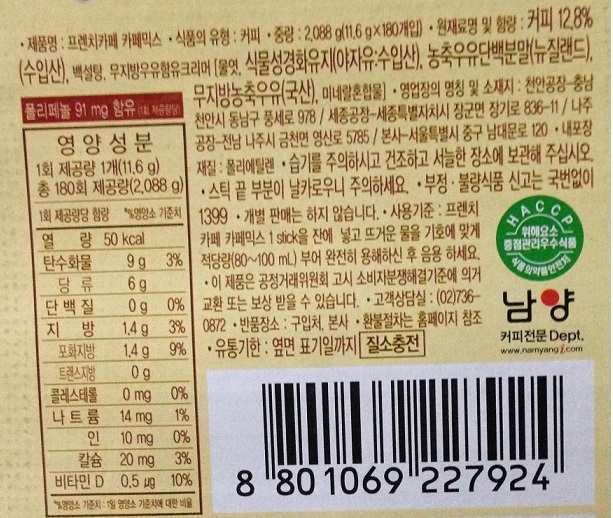 • 제품명 : 프렌치카페 카페믹스 • 식품의 유형 : 커피 • 중량 : 2,088 g(11.6 g×180개입) • 원재료명 및 함량 : 커피 12.8%
(수입산), 백설탕, 무지방우유함유크리머 [물엿, 식물성경화유지(야자유:수입산), 농축우유단백분말(뉴질랜드),
무지방농축우유(국산), 미네랄혼합물] • 영업장의 명칭 및 소재지 : 천안공장-충남
천안시 동남구 풍세로 978 / 세종공장-세종특별자치시 장군면 장기로 836-11 / 나주
공장-전남 나주시 금천면 영산로 5785 / 본사-서울특별시 중구 남대문로 120 • 내포장
재질 : 폴리에틸렌 • 습기를 주의하시고 건조하고 서늘한 장소에 보관해 주십시오.
• 스틱 끝 부분이 날카로우니 주의하세요. • 부정 · 불량식품 신고는 국번없이
1399 • 개별 판매는 하지 않습니다. • 사용기준 : 프렌치
카페 카페믹스 1 stick을 잔에 넣고 뜨거운 물을 기호에 맞게
적당량(80~100 mL) 부어 완전히 용해하신 후 음용 하세요.
• 이 제품은 공정거래위원회 고시 소비자분쟁해결기준에 의거
교환 또는 보상 받을 수 있습니다. • 고객상담실 : (02)736-
0872 • 반품장소 : 구입처, 본사 • 환불절차는 홈페이지 참조
• 유통기한 : 옆면 표기일까지 질소충전
폴리페놀 91 mg 함유 (1회 제공량당)
영양성분
1회 제공량 1개(11.6 g)
총 180회 제공량(2,088 g)
1회 제공량당 함량 %영양소 기준치
열 량 50 kcal
탄수화물 9 g 3%
당 류 6 g
단백질 0 g 0%
지 방 1.4 g 3%
포화지방 1.4 g 9%
트랜스지방 0 g
콜레스테롤 0 mg 0%
나트륨 14 mg 1%
인 10 mg 0%
칼슘 20 mg 3%
비타민 D 0.5 µg 10%
%영양소 기준치 : 1일 영양소 기준치에 대한 비율
HACCP
위해요소
중점관리우수식품
식품의약품안전처
남양
커피전문 Dept.
www.namyangi.com
8 801069 227924